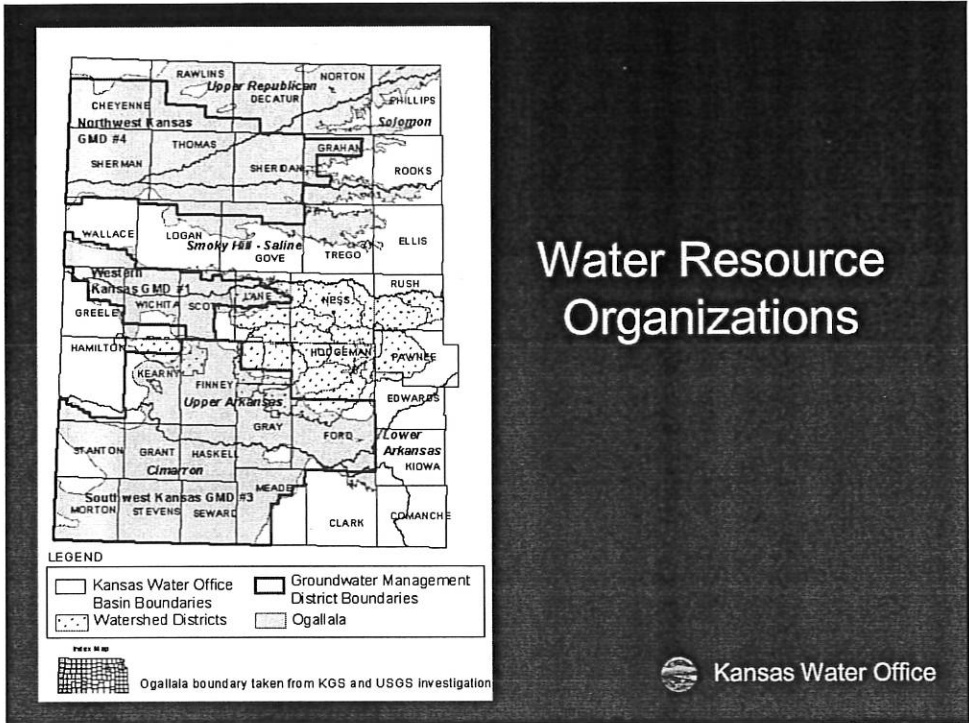 RAWLINS
NORTON
Upper Republican
DECATUR
PHILLIPS
CHEYENNE
Solomon
Northwest Kansas
GMD #4
THOMAS
GRAHAN
SHERMAN
SHERIDAN
ROOKS
WALLACE
LOGAN
ELLIS
Smoky Hill - Saline
GOVE
TREGO
Western
Kansas GMD #1
RUSH
LANE
NESS
WICHITA
SCOTT
GREELE
HAMILTON
HODGEMAN
PAWNEE
KEARNY
FINNEY
EDWARDS
Upper Arkansas
GRAY
FORD
Lower
Arkansas
STANTON
GRANT
HASKELL
KIOWA
Cimarron
MEADE
Southwest Kansas GMD #3
MORTON
STEVENS
SEWARD
CLARK
COMANCHE
LEGEND
Kansas Water Office
Basin Boundaries
Groundwater Management
District Boundaries
Watershed Districts
Ogallala
Index Map
Ogallala boundary taken from KGS and USGS investigation
Water Resource
Organizations
Kansas Water Office